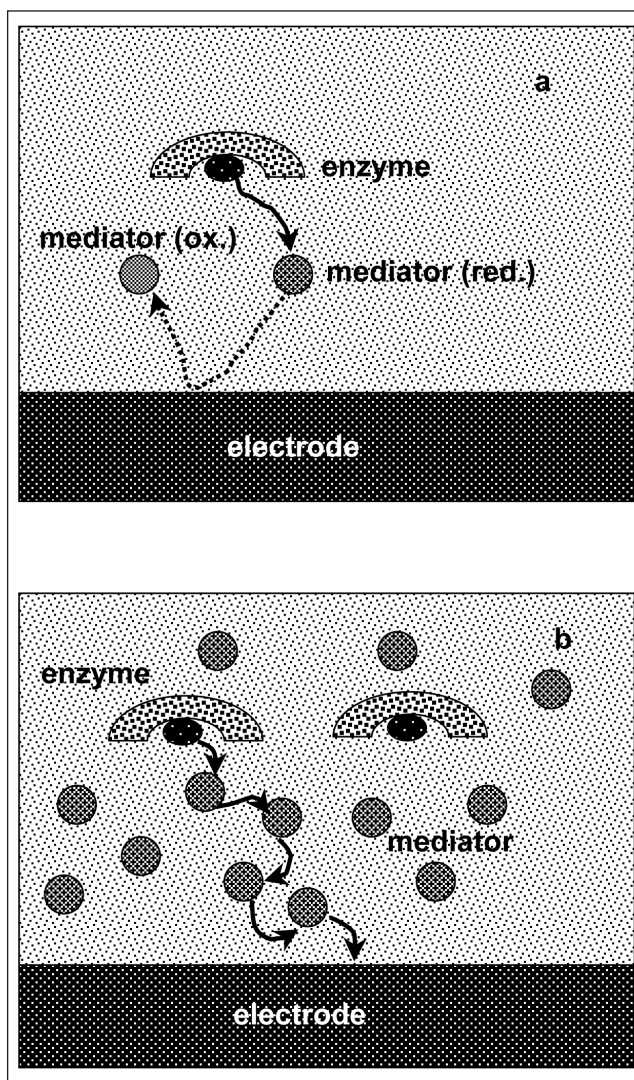 a
enzyme
mediator (ox.)
mediator (red.)
electrode
b
enzyme
mediator
electrode